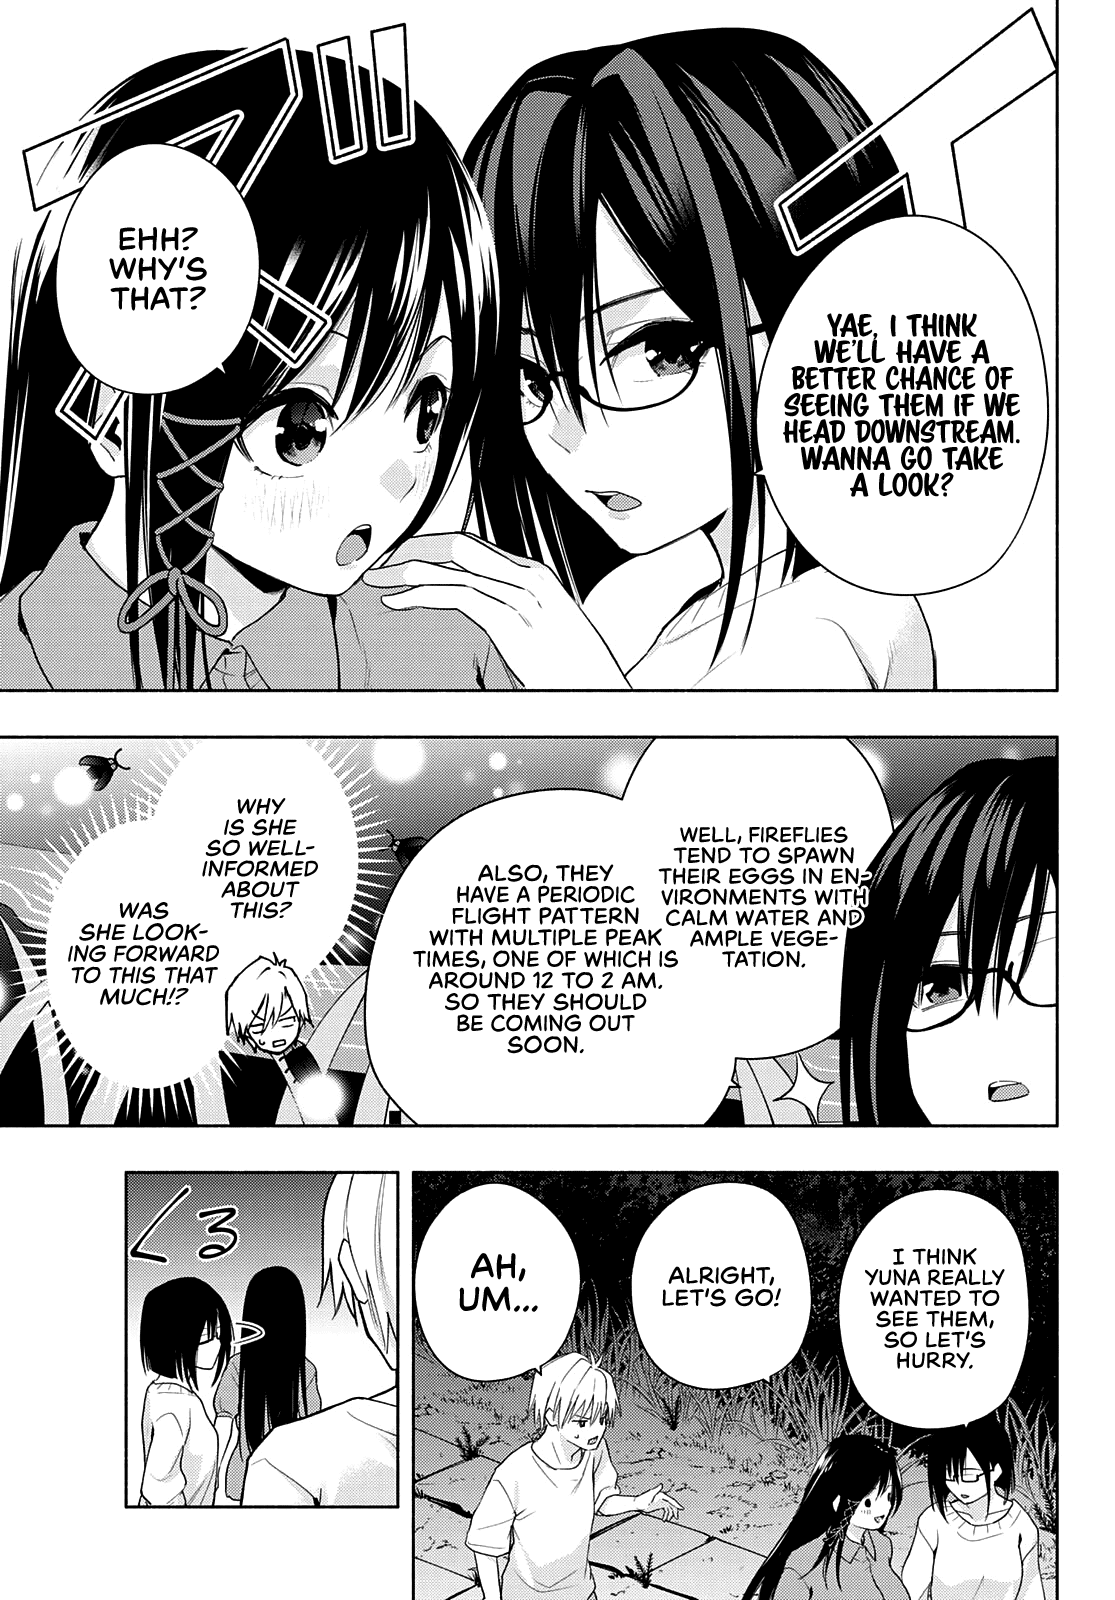 YAE, I THINK
WE'LL HAVE A
BETTER CHANCE OF
SEEING THEM IF WE
HEAD DOWNSTREAM.
WANNA GO TAKE
A LOOK?
EHH?
WHY'S
THAT?
WELL, FIREFLIES
TEND TO SPAWN
THEIR EGGS IN EN-
VIRONMENTS WITH
CALM WATER AND
AMPLE VEGE-
TATION.
ALSO, THEY
HAVE A PERIODIC
FLIGHT PATTERN
WITH MULTIPLE PEAK
TIMES, ONE OF WHICH IS
AROUND 12 TO 2 AM.
SO THEY SHOULD
BE COMING OUT
SOON.
WHY
IS SHE
SO WELL-
INFORMED
ABOUT
THIS?
WAS
SHE LOOK-
ING FORWARD
TO THIS THAT
MUCH!?
I THINK
YUNA REALLY
WANTED TO
SEE THEM,
SO LET'S
HURRY.
ALRIGHT,
LET'S GO!
AH,
UM...
くる